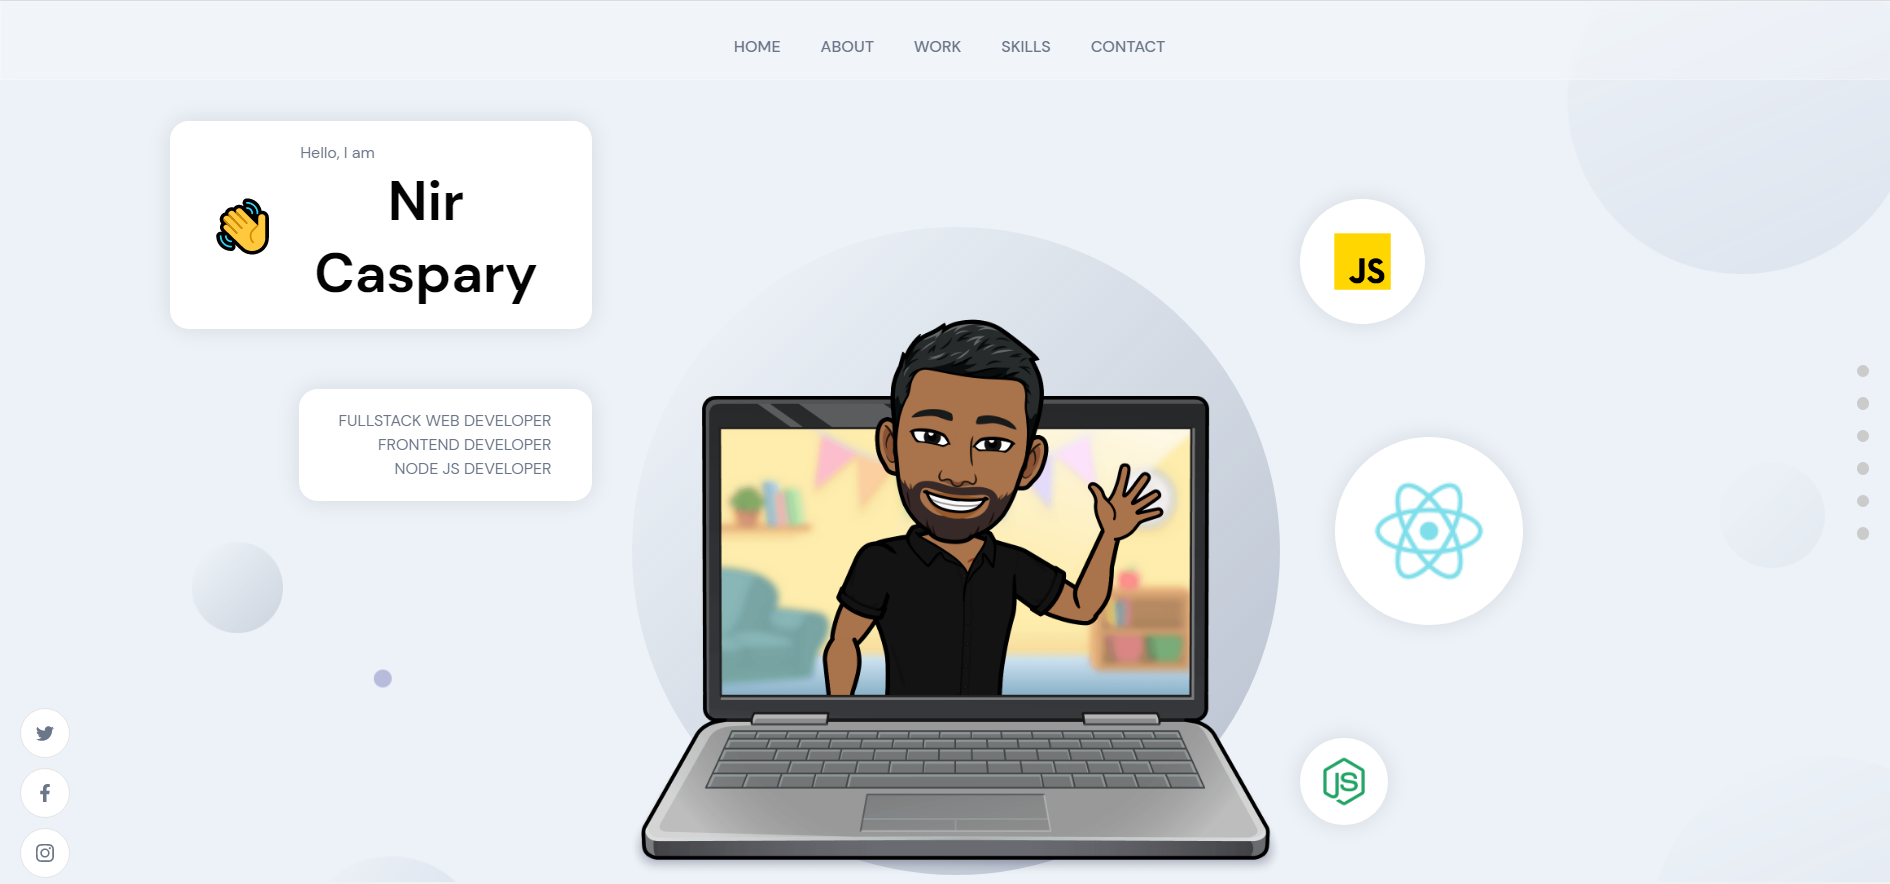 HOME ABOUT WORK SKILLS CONTACT
Hello, I am
Nir
Caspary
FULLSTACK WEB DEVELOPER
FRONTEND DEVELOPER
NODE JS DEVELOPER
JS
JS